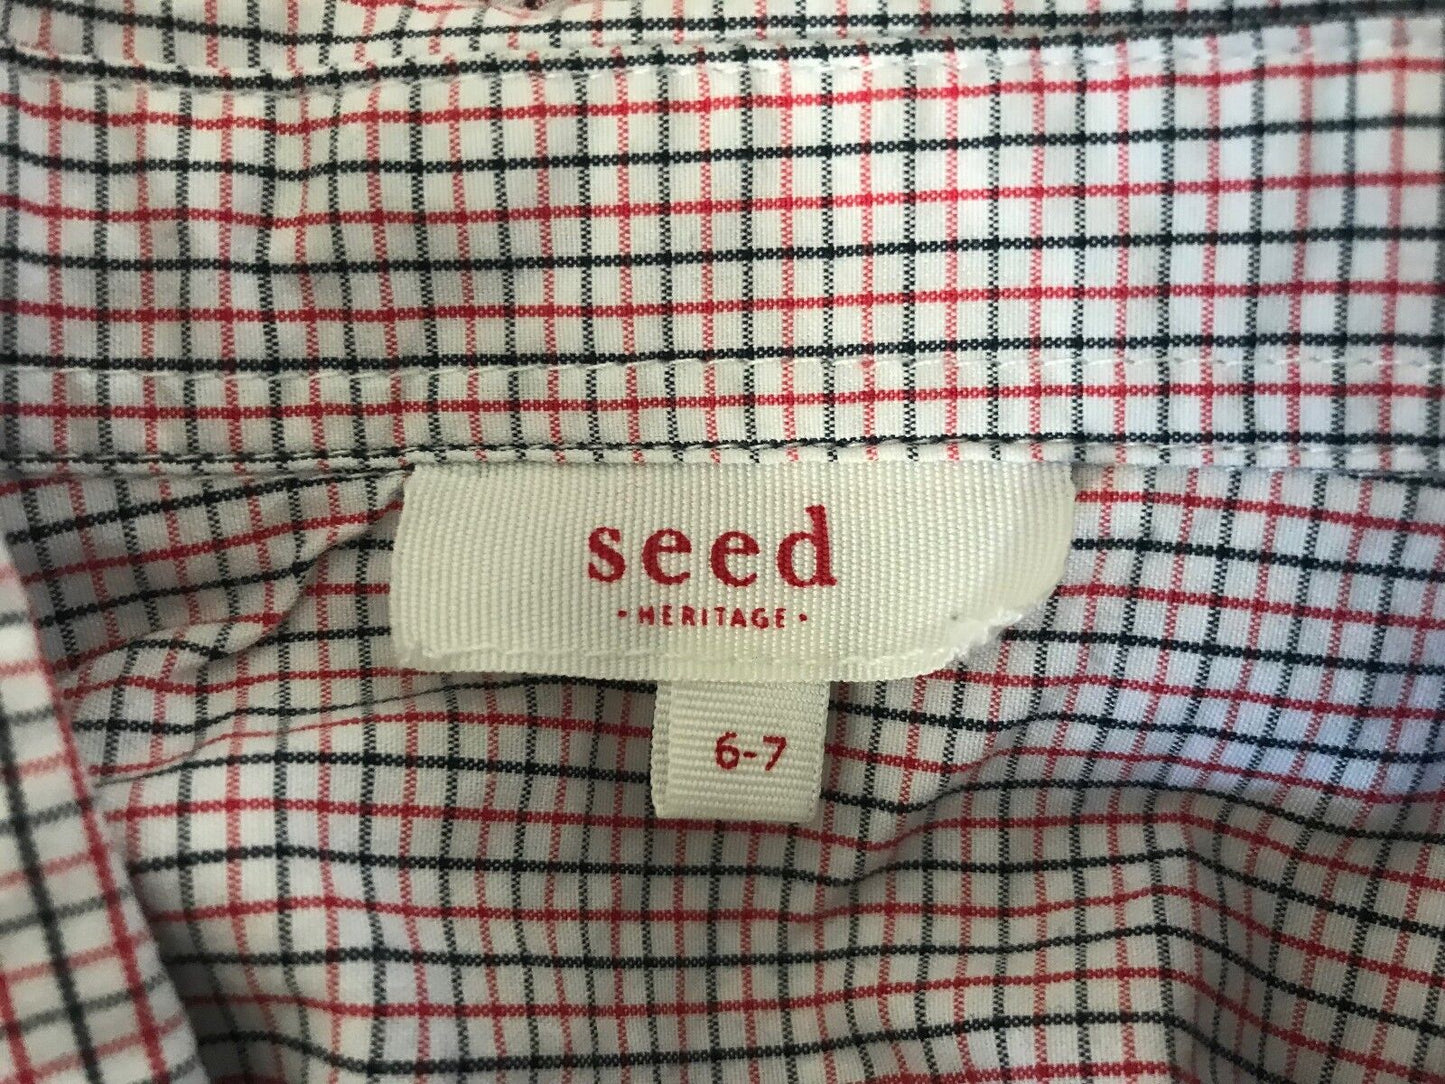 seed
• HERITAGE •
6-7